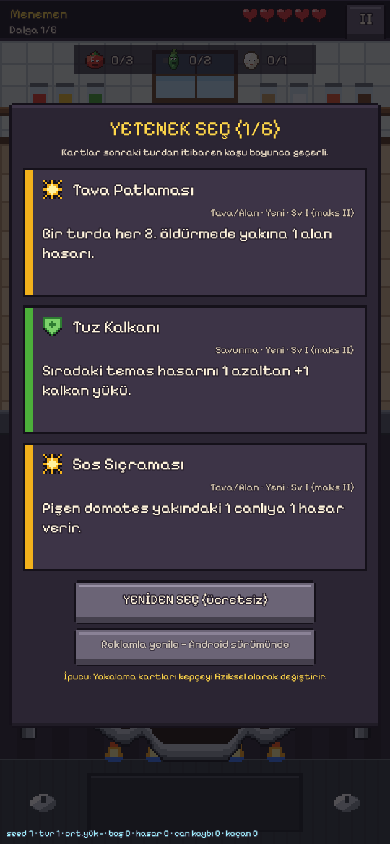 Menemen
Dalga 1/6
II
0/3
0/2
0/1
YETENEK SEÇ (1/6)
Kartlar sonraki turdan itibaren koşu boyunca geçerli.
Tava Patlaması
Tava/Alan · Yeni · Sv I (maks II)
Bir turda her 8. öldürmede yakına 1 alan
hasarı.
Tuz Kalkanı
Savunma · Yeni · Sv I (maks II)
Sıradaki temas hasarını 1 azaltan +1
kalkan yükü.
Sos Sıçraması
Tava/Alan · Yeni · Sv I (maks II)
Pişen domates yakındaki 1 canlıya 1 hasar
verir.
YENİDEN SEÇ (ücretsiz)
Reklamla yenile - Android sürümünde
İpucu: Yakalama kartları kepçeyi fiziksel olarak değiştirir.
seed 7 · tur 1 · ort.yük - · boş 0 · hasar 0 · can kaybı 0 · kaçan 0